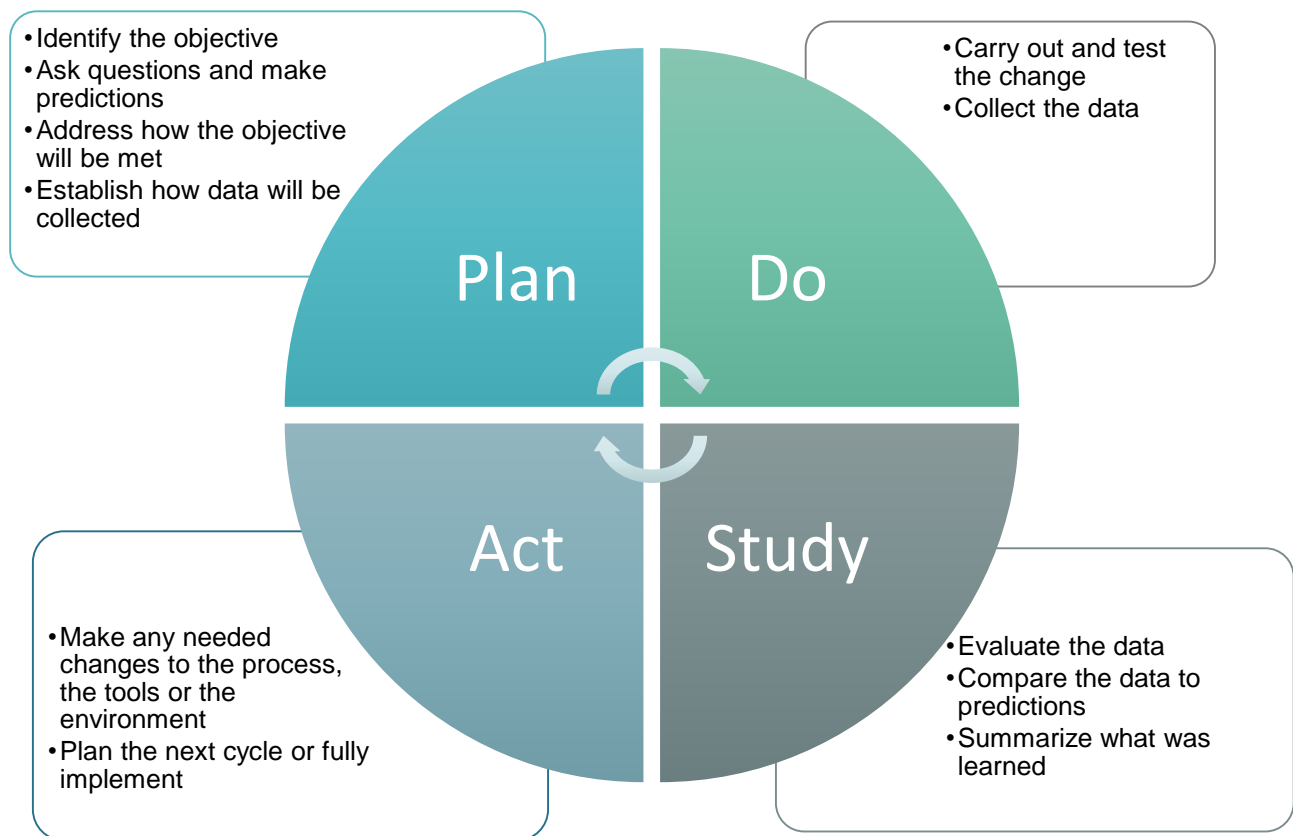 •Identify the objective
•Ask questions and make
predictions
•Address how the objective
will be met
•Establish how data will be
collected
Plan
•Carry out and test
the change
•Collect the data
Do
Act
•Make any needed
changes to the process,
the tools or the
environment
•Plan the next cycle or fully
implement
Study
•Evaluate the data
•Compare the data to
predictions
•Summarize what was
learned